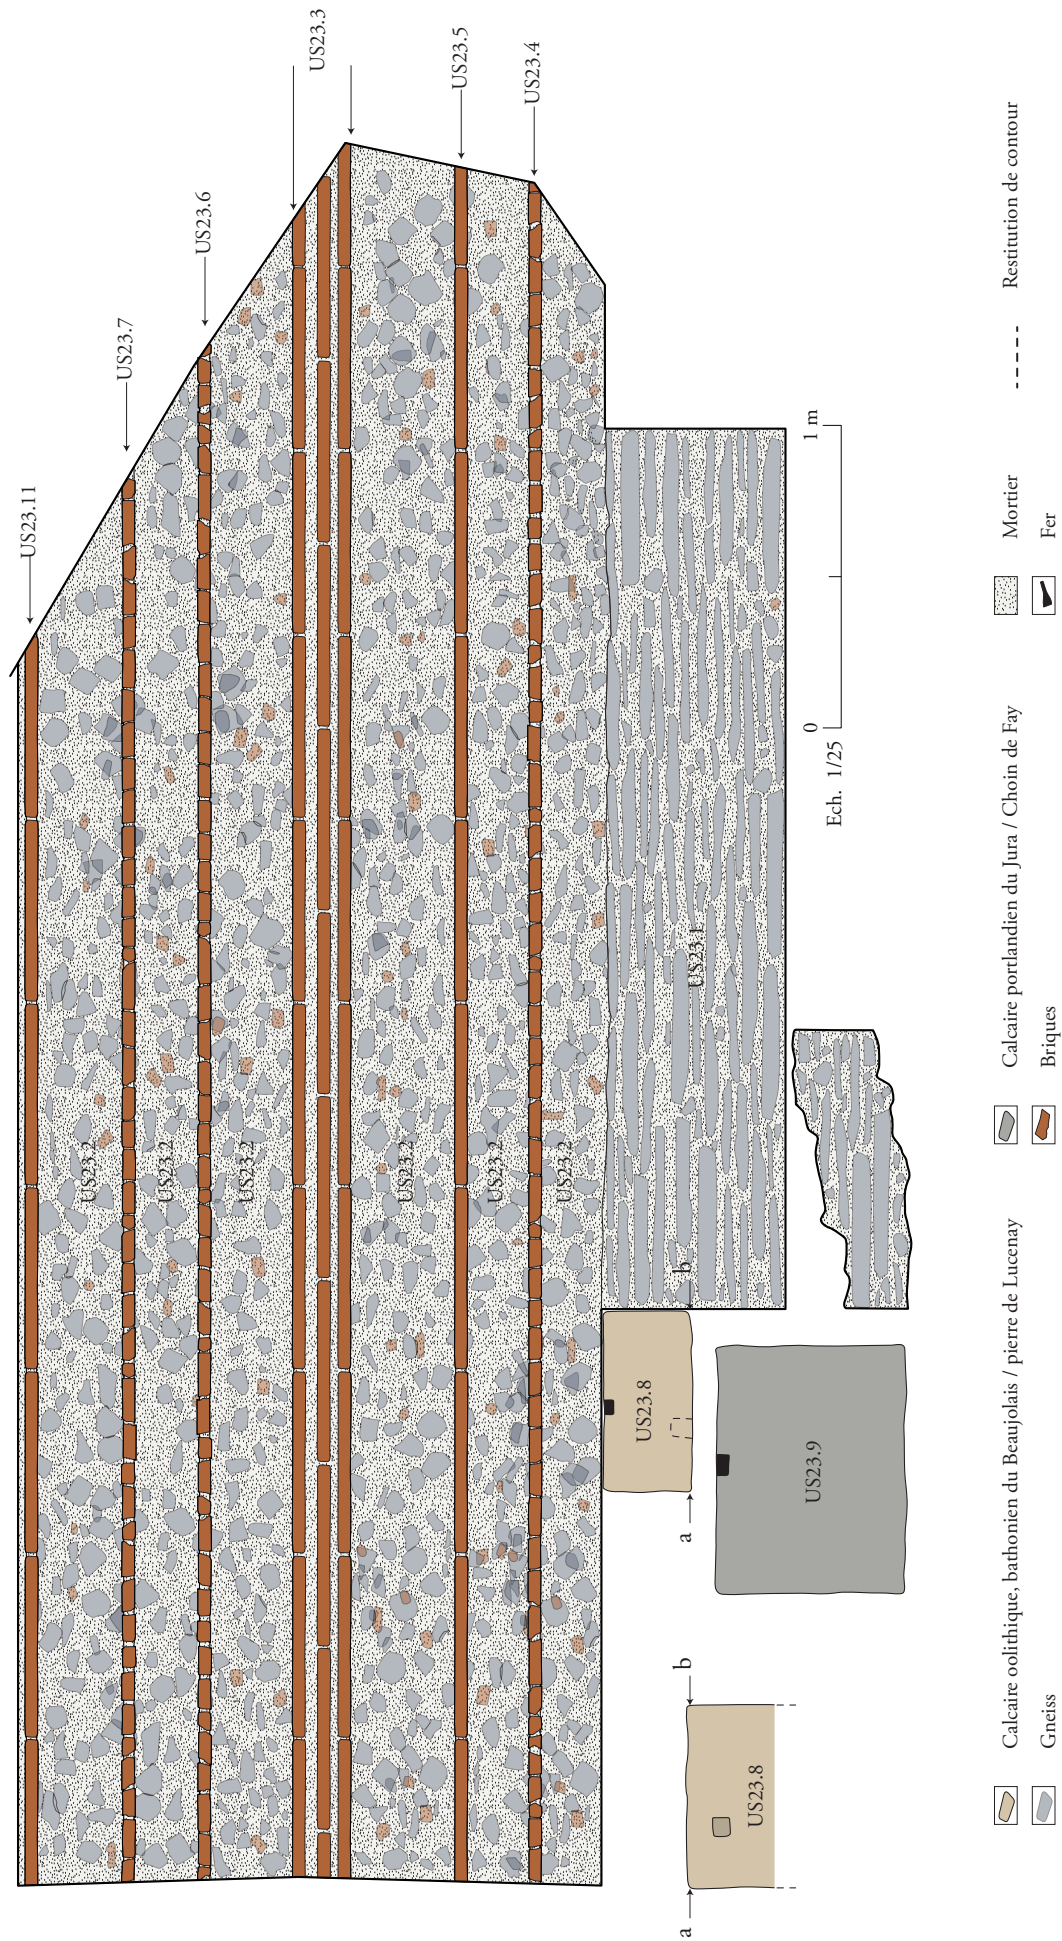 US23.11
US23.7
US23.6
US23.3
US23.5
US23.4
US23.2
US23.2
US23.2
US23.2
US23.2
US23.2
US23.1
b
US23.8
a
US23.9
b
US23.8
a
0
1 m
Ech. 1/25
Calcaire oolithique, bathonien du Beaujolais / pierre de Lucenay
Calcaire portlandien du Jura / Choin de Fay
Mortier
Restitution de contour
Gneiss
Briques
Fer